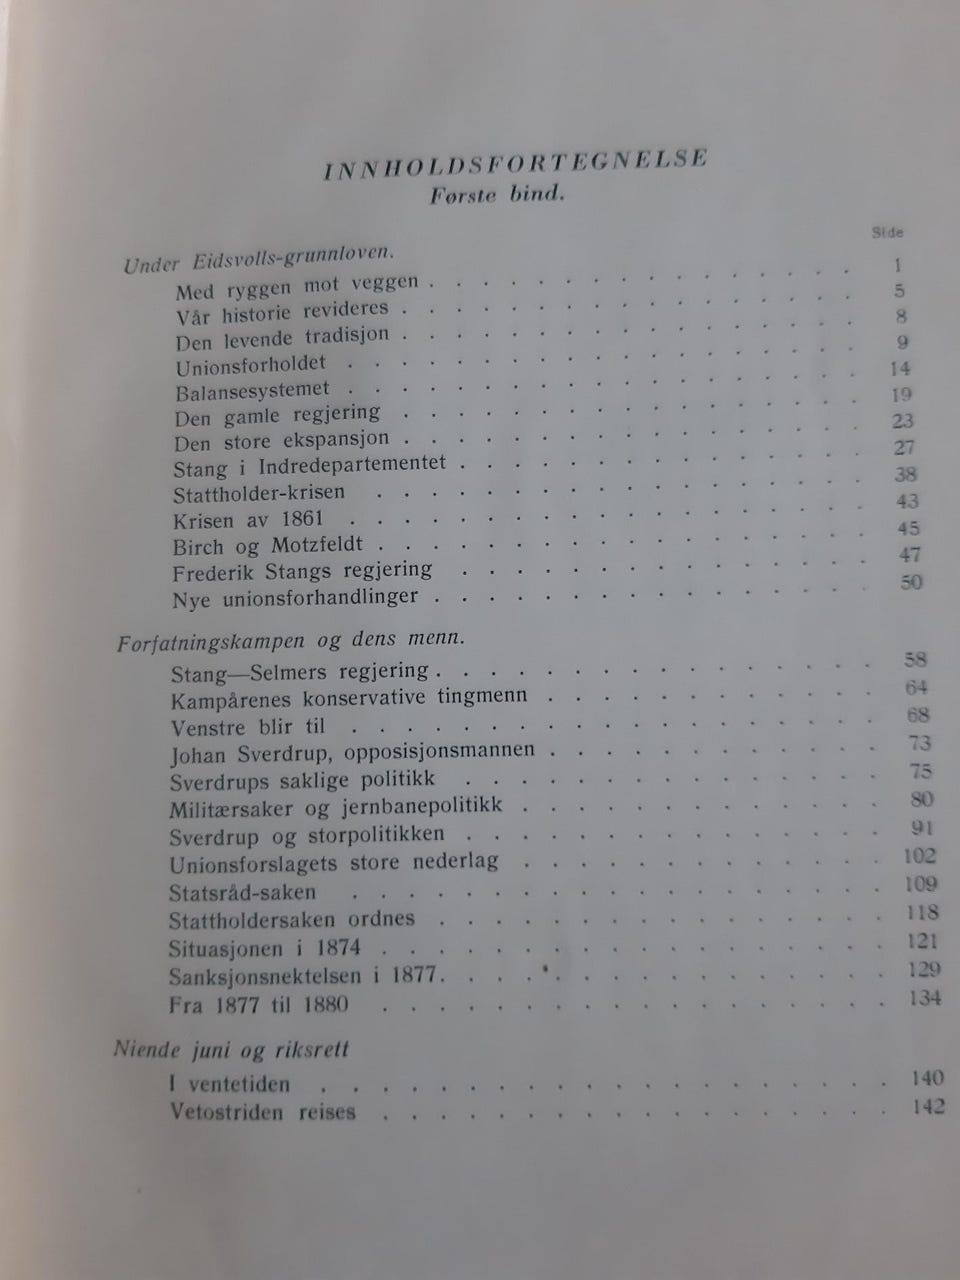 INNHOLDSFORTEGNELSE
Første bind.
Side
Under Eidsvolls-grunnloven.
Med ryggen mot veggen . . . . . . . . . . . . . . . . 1
Vår historie revideres . . . . . . . . . . . . . . . . . 5
Den levende tradisjon . . . . . . . . . . . . . . . . . 8
Unionsforholdet . . . . . . . . . . . . . . . . . . . 9
Balansesystemet . . . . . . . . . . . . . . . . . . . 14
Den gamle regjering . . . . . . . . . . . . . . . . . 19
Den store ekspansjon . . . . . . . . . . . . . . . . . 23
Stang i Indredepartementet . . . . . . . . . . . . . . . 27
Stattholder-krisen . . . . . . . . . . . . . . . . . . 38
Krisen av 1861 . . . . . . . . . . . . . . . . . . . 43
Birch og Motzfeldt . . . . . . . . . . . . . . . . . . 45
Frederik Stangs regjering . . . . . . . . . . . . . . . 47
Nye unionsforhandlinger . . . . . . . . . . . . . . . . 50
Forfatningskampen og dens menn.
Stang—Selmers regjering . . . . . . . . . . . . . . . . 58
Kampårenes konservative tingmenn . . . . . . . . . . . . 64
Venstre blir til . . . . . . . . . . . . . . . . . . . 68
Johan Sverdrup, opposisjonsmannen . . . . . . . . . . . . 73
Sverdrups saklige politikk . . . . . . . . . . . . . . . 75
Militærsaker og jernbanepolitikk . . . . . . . . . . . . . 80
Sverdrup og storpolitikken . . . . . . . . . . . . . . . 91
Unionsforslagets store nederlag . . . . . . . . . . . . . 102
Statsråd-saken . . . . . . . . . . . . . . . . . . . 109
Stattholdersaken ordnes . . . . . . . . . . . . . . . . 118
Situasjonen i 1874 . . . . . . . . . . . . . . . . . . 121
Sanksjonsnektelsen i 1877. . . . . . . . . . . . . . . . 129
Fra 1877 til 1880 . . . . . . . . . . . . . . . . . . 134
Niende juni og riksrett
I ventetiden . . . . . . . . . . . . . . . . . . . . 140
Vetostriden reises . . . . . . . . . . . . . . . . . . 142